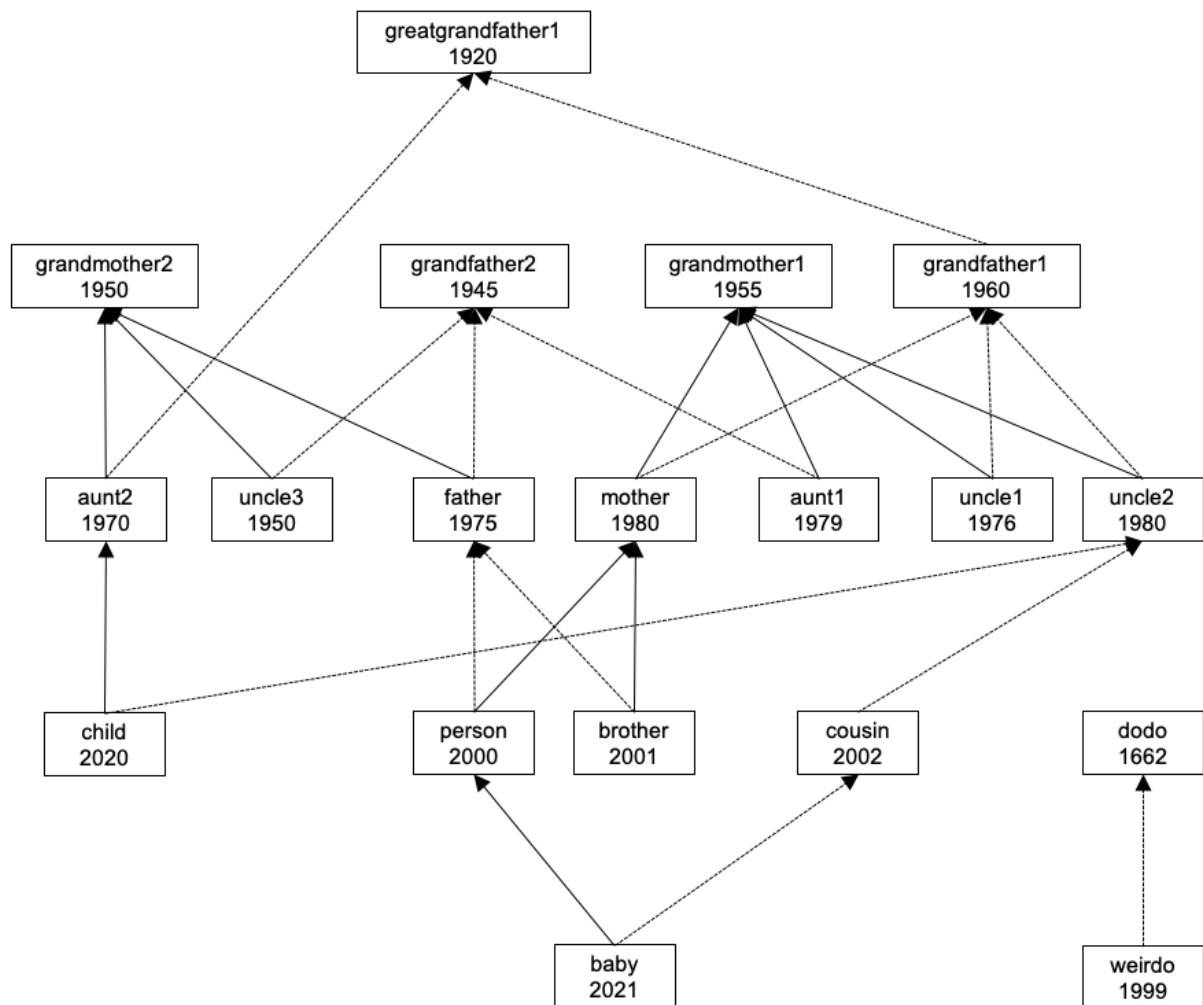 greatgrandfather1
1920
grandmother2
1950
grandfather2
1945
grandmother1
1955
grandfather1
1960
aunt2
1970
uncle3
1950
father
1975
mother
1980
aunt1
1979
uncle1
1976
uncle2
1980
child
2020
person
2000
brother
2001
cousin
2002
dodo
1662
baby
2021
weirdo
1999